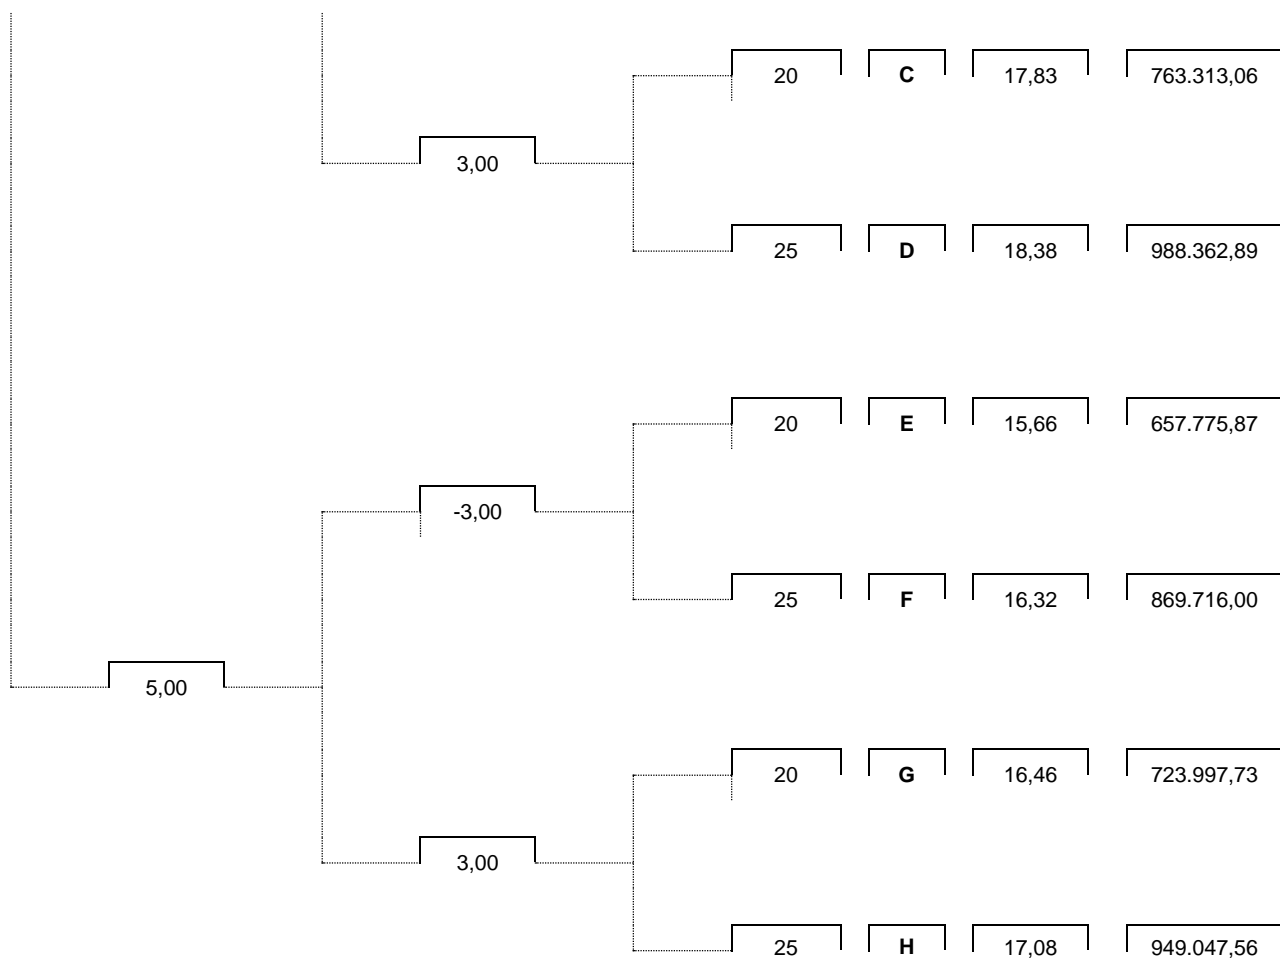 20 C 17,83 763.313,06
3,00
25 D 18,38 988.362,89
20 E 15,66 657.775,87
-3,00
25 F 16,32 869.716,00
5,00
20 G 16,46 723.997,73
3,00
25 H 17,08 949.047,56